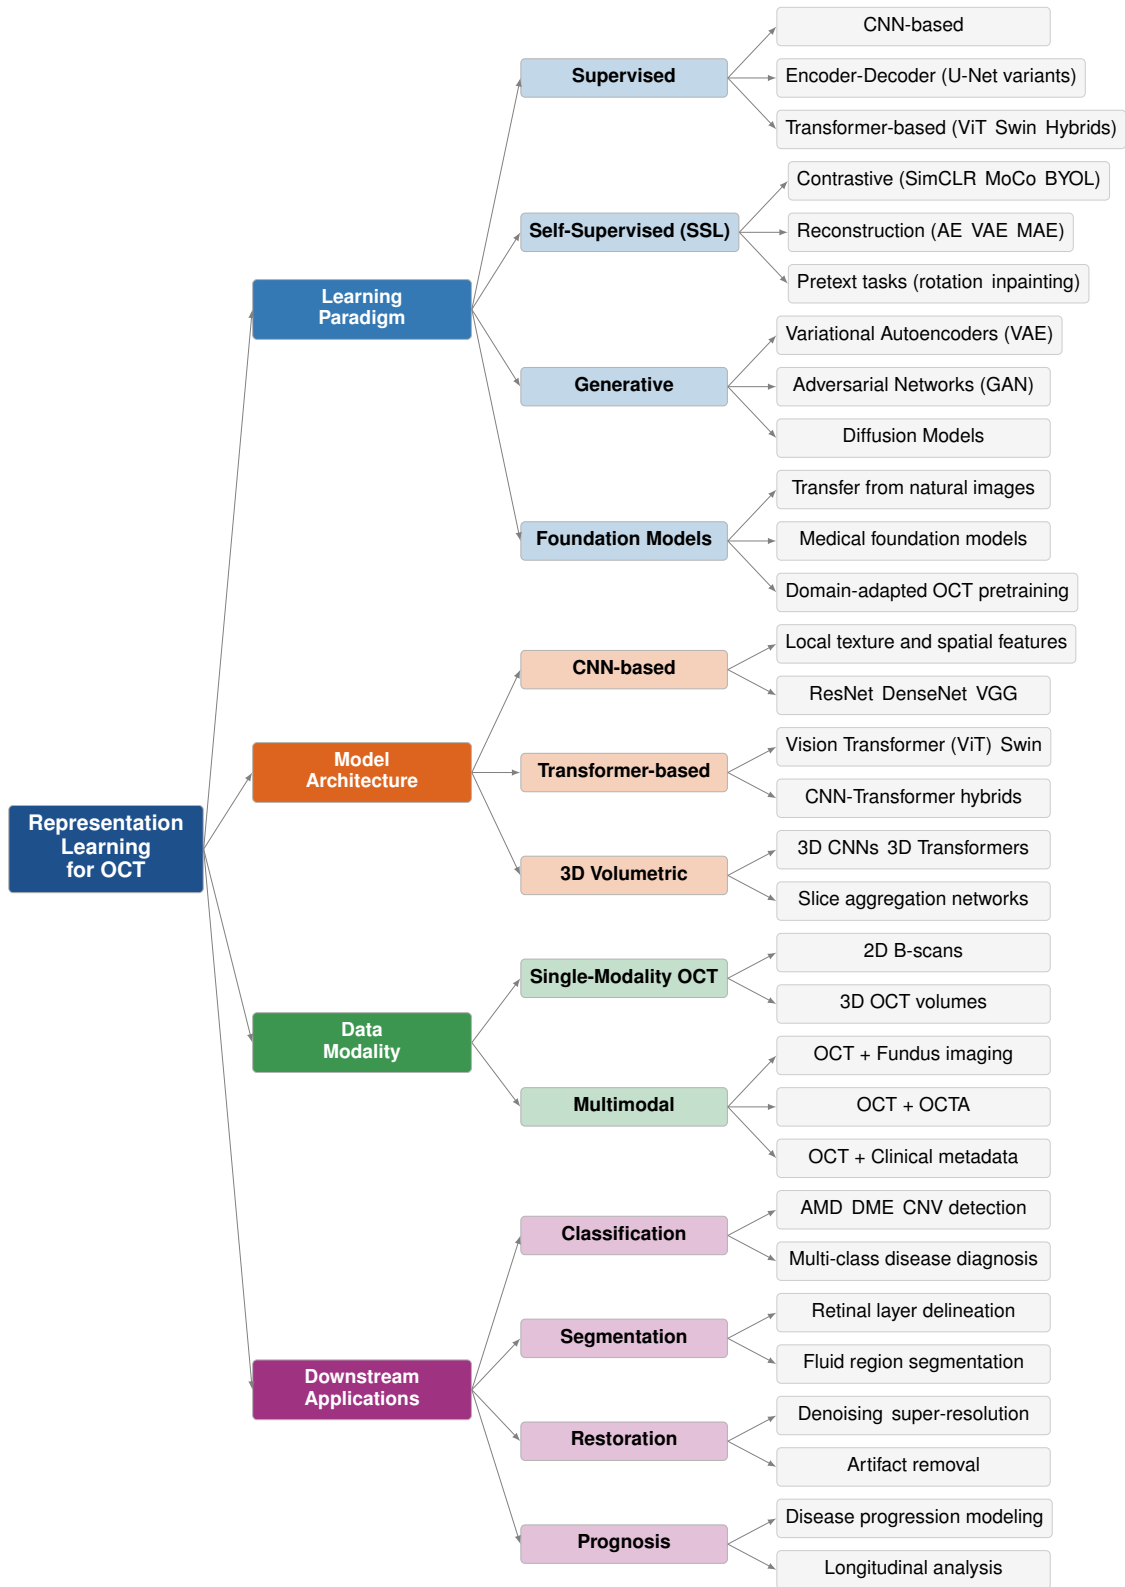 Representation
Learning
for OCT
Learning
Paradigm
Supervised
CNN-based
Encoder-Decoder (U-Net variants)
Transformer-based (ViT Swin Hybrids)
Self-Supervised (SSL)
Contrastive (SimCLR MoCo BYOL)
Reconstruction (AE VAE MAE)
Pretext tasks (rotation inpainting)
Generative
Variational Autoencoders (VAE)
Adversarial Networks (GAN)
Diffusion Models
Foundation Models
Transfer from natural images
Medical foundation models
Domain-adapted OCT pretraining
Model
Architecture
CNN-based
Local texture and spatial features
ResNet DenseNet VGG
Transformer-based
Vision Transformer (ViT) Swin
CNN-Transformer hybrids
3D Volumetric
3D CNNs 3D Transformers
Slice aggregation networks
Data
Modality
Single-Modality OCT
2D B-scans
3D OCT volumes
Multimodal
OCT + Fundus imaging
OCT + OCTA
OCT + Clinical metadata
Downstream
Applications
Classification
AMD DME CNV detection
Multi-class disease diagnosis
Segmentation
Retinal layer delineation
Fluid region segmentation
Restoration
Denoising super-resolution
Artifact removal
Prognosis
Disease progression modeling
Longitudinal analysis